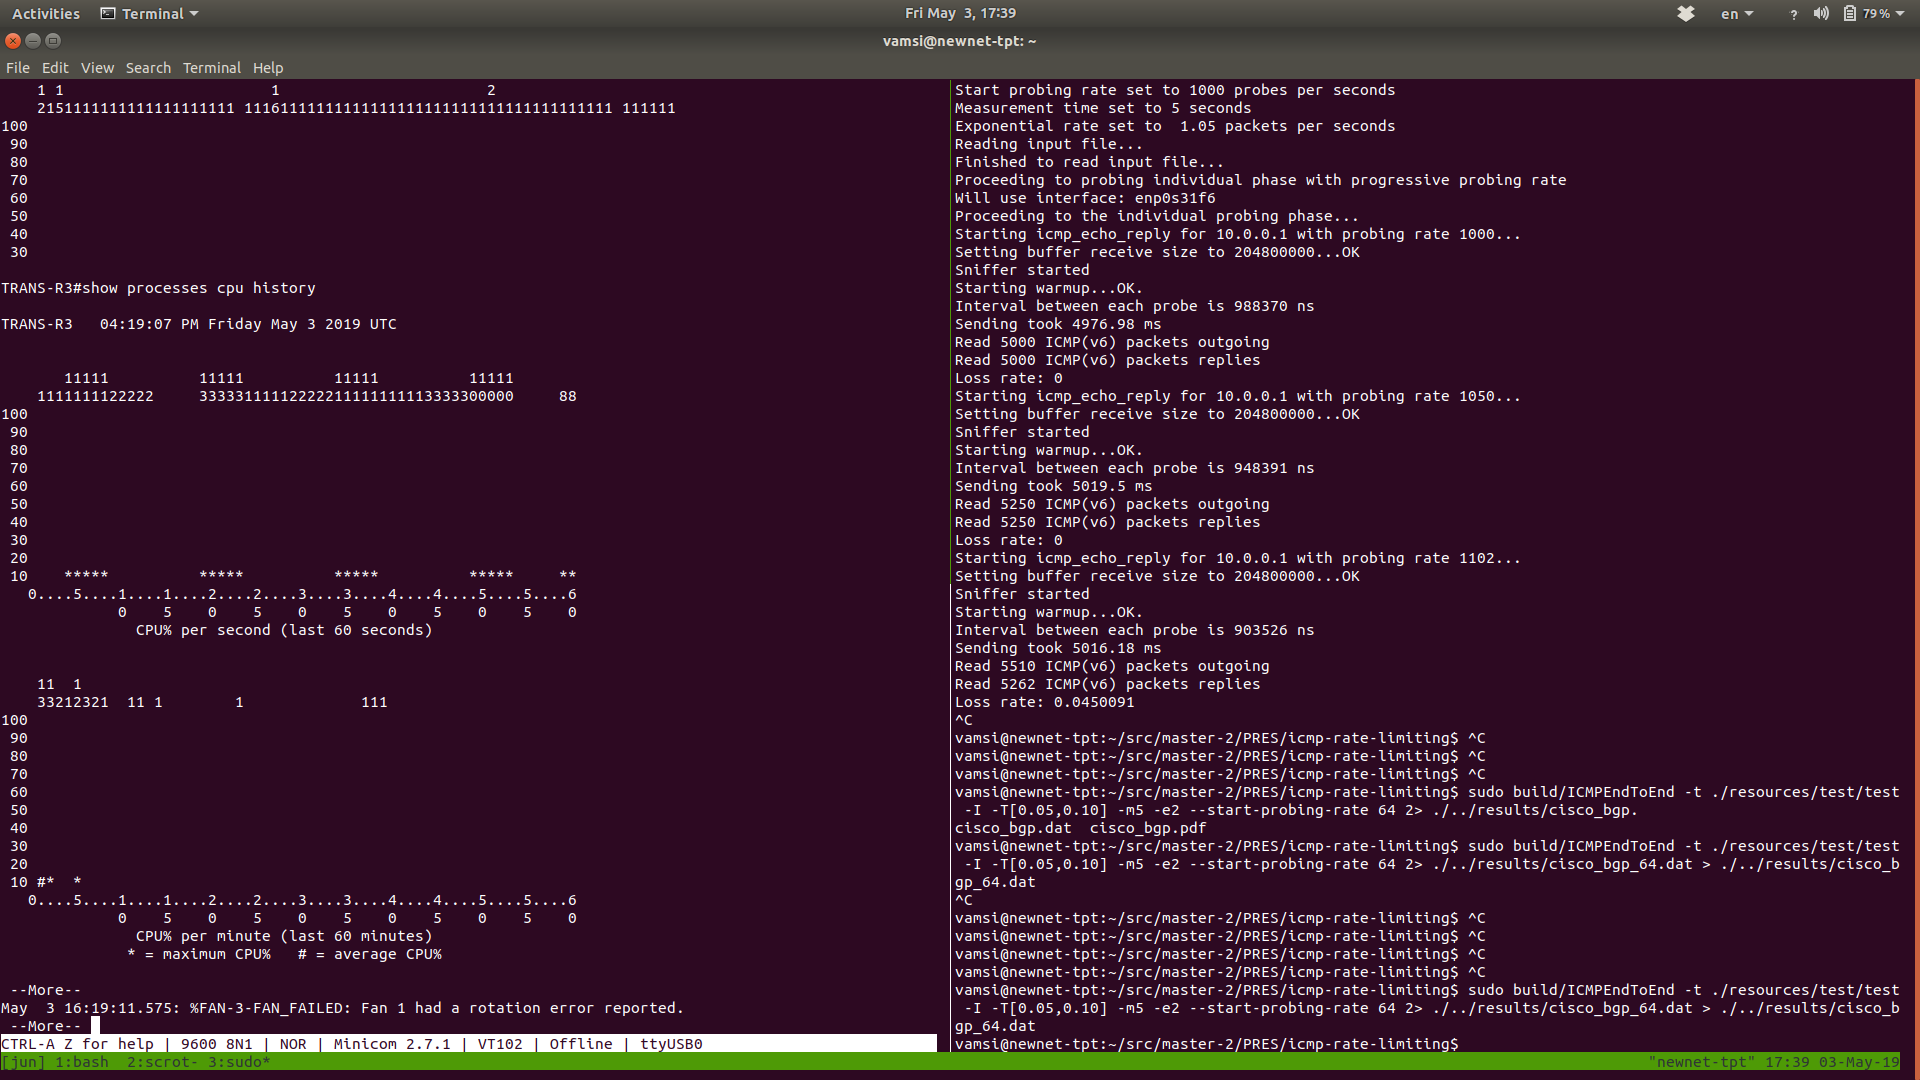 Activities Terminal Fri May 3, 17:39 en ? 79%
vamsi@newnet-tpt: ~
File Edit View Search Terminal Help
    1 1                       1                       2
    2151111111111111111111 1116111111111111111111111111111111111111 111111
100
 90
 80
 70
 60
 50
 40
 30
TRANS-R3#show processes cpu history
TRANS-R3   04:19:07 PM Friday May 3 2019 UTC
       11111          11111          11111          11111
    1111111122222     33333111112222211111111113333300000     88
100
 90
 80
 70
 60
 50
 40
 30
 20
 10    *****          *****          *****          *****     **
   0....5....1....1....2....2....3....3....4....4....5....5....6
             0    5    0    5    0    5    0    5    0    5    0
               CPU% per second (last 60 seconds)
    11  1
    33212321  11 1        1             111
100
 90
 80
 70
 60
 50
 40
 30
 20
 10 #*  *
   0....5....1....1....2....2....3....3....4....4....5....5....6
             0    5    0    5    0    5    0    5    0    5    0
               CPU% per minute (last 60 minutes)
              * = maximum CPU%   # = average CPU%
 --More--
May  3 16:19:11.575: %FAN-3-FAN_FAILED: Fan 1 had a rotation error reported.
 --More--
CTRL-A Z for help | 9600 8N1 | NOR | Minicom 2.7.1 | VT102 | Offline | ttyUSB0
Start probing rate set to 1000 probes per seconds
Measurement time set to 5 seconds
Exponential rate set to  1.05 packets per seconds
Reading input file...
Finished to read input file...
Proceeding to probing individual phase with progressive probing rate
Will use interface: enp0s31f6
Proceeding to the individual probing phase...
Starting icmp_echo_reply for 10.0.0.1 with probing rate 1000...
Setting buffer receive size to 204800000...OK
Sniffer started
Starting warmup...OK.
Interval between each probe is 988370 ns
Sending took 4976.98 ms
Read 5000 ICMP(v6) packets outgoing
Read 5000 ICMP(v6) packets replies
Loss rate: 0
Starting icmp_echo_reply for 10.0.0.1 with probing rate 1050...
Setting buffer receive size to 204800000...OK
Sniffer started
Starting warmup...OK.
Interval between each probe is 948391 ns
Sending took 5019.5 ms
Read 5250 ICMP(v6) packets outgoing
Read 5250 ICMP(v6) packets replies
Loss rate: 0
Starting icmp_echo_reply for 10.0.0.1 with probing rate 1102...
Setting buffer receive size to 204800000...OK
Sniffer started
Starting warmup...OK.
Interval between each probe is 903526 ns
Sending took 5016.18 ms
Read 5510 ICMP(v6) packets outgoing
Read 5262 ICMP(v6) packets replies
Loss rate: 0.0450091
^C
vamsi@newnet-tpt:~/src/master-2/PRES/icmp-rate-limiting$ ^C
vamsi@newnet-tpt:~/src/master-2/PRES/icmp-rate-limiting$ ^C
vamsi@newnet-tpt:~/src/master-2/PRES/icmp-rate-limiting$ ^C
vamsi@newnet-tpt:~/src/master-2/PRES/icmp-rate-limiting$ sudo build/ICMPEndToEnd -t ./resources/test/test
 -I -T[0.05,0.10] -m5 -e2 --start-probing-rate 64 2> ./../results/cisco_bgp.
cisco_bgp.dat  cisco_bgp.pdf
vamsi@newnet-tpt:~/src/master-2/PRES/icmp-rate-limiting$ sudo build/ICMPEndToEnd -t ./resources/test/test
 -I -T[0.05,0.10] -m5 -e2 --start-probing-rate 64 2> ./../results/cisco_bgp_64.dat > ./../results/cisco_b
gp_64.dat
^C
vamsi@newnet-tpt:~/src/master-2/PRES/icmp-rate-limiting$ ^C
vamsi@newnet-tpt:~/src/master-2/PRES/icmp-rate-limiting$ ^C
vamsi@newnet-tpt:~/src/master-2/PRES/icmp-rate-limiting$ ^C
vamsi@newnet-tpt:~/src/master-2/PRES/icmp-rate-limiting$ ^C
vamsi@newnet-tpt:~/src/master-2/PRES/icmp-rate-limiting$ sudo build/ICMPEndToEnd -t ./resources/test/test
 -I -T[0.05,0.10] -m5 -e2 --start-probing-rate 64 2> ./../results/cisco_bgp_64.dat > ./../results/cisco_b
gp_64.dat
vamsi@newnet-tpt:~/src/master-2/PRES/icmp-rate-limiting$
[jun] 1:bash  2:scrot- 3:sudo* "newnet-tpt" 17:39 03-May-19